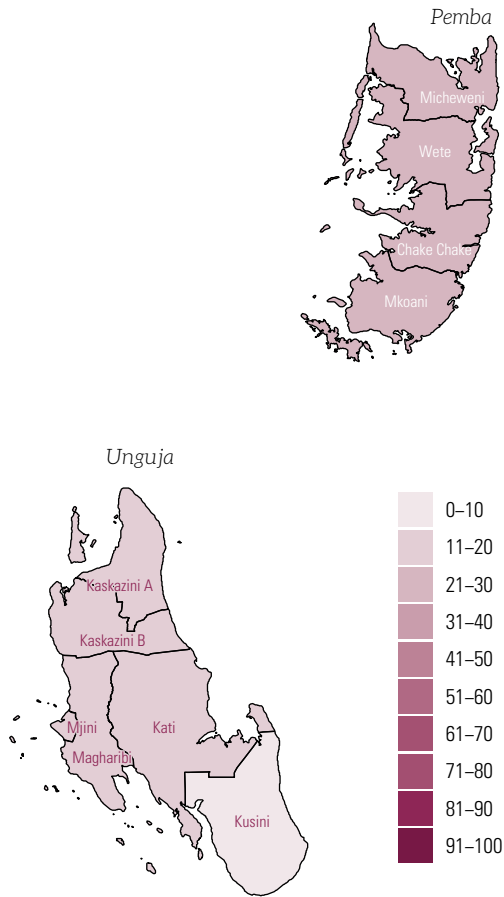 Pemba
Micheweni
Wete
Chake Chake
Mkoani
Unguja
Kaskazini A
Kaskazini B
Mjini
Kati
Magharibi
Kusini
0–10
11–20
21–30
31–40
41–50
51–60
61–70
71–80
81–90
91–100